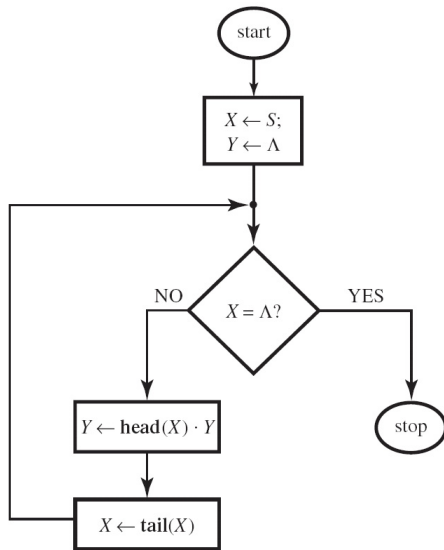 start
X ← S;
Y ← Λ
X = Λ?
NO
YES
Y ← head(X) · Y
stop
X ← tail(X)